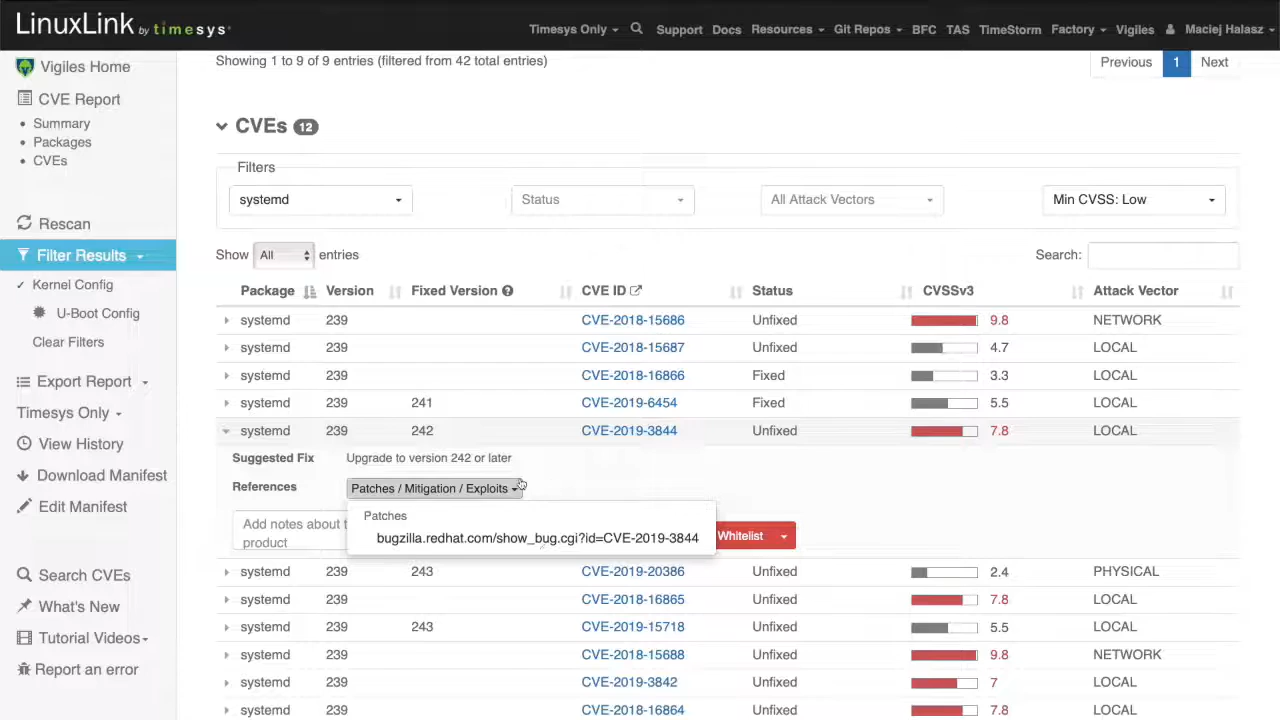 LinuxLink by timesys
Timesys Only Support Docs Resources Git Repos BFC TAS TimeStorm Factory Vigiles Maciej Halasz
Vigiles Home
CVE Report
Summary
Packages
CVEs
Rescan
Filter Results
Kernel Config
U-Boot Config
Clear Filters
Export Report
Timesys Only
View History
Download Manifest
Edit Manifest
Search CVEs
What's New
Tutorial Videos
Report an error
Showing 1 to 9 of 9 entries (filtered from 42 total entries)
Previous 1 Next
CVEs 12
Filters
systemd Status All Attack Vectors Min CVSS: Low
Show All entries Search:
Package Version Fixed Version CVE ID Status CVSSv3 Attack Vector
systemd 239 CVE-2018-15686 Unfixed 9.8 NETWORK
systemd 239 CVE-2018-15687 Unfixed 4.7 LOCAL
systemd 239 CVE-2018-16866 Fixed 3.3 LOCAL
systemd 239 241 CVE-2019-6454 Fixed 5.5 LOCAL
systemd 239 242 CVE-2019-3844 Unfixed 7.8 LOCAL
Suggested Fix Upgrade to version 242 or later
References Patches / Mitigation / Exploits
Patches
bugzilla.redhat.com/show_bug.cgi?id=CVE-2019-3844
Add notes about t
product
Whitelist
systemd 239 243 CVE-2019-20386 Unfixed 2.4 PHYSICAL
systemd 239 CVE-2018-16865 Unfixed 7.8 LOCAL
systemd 239 243 CVE-2019-15718 Unfixed 5.5 LOCAL
systemd 239 CVE-2018-15688 Unfixed 9.8 NETWORK
systemd 239 CVE-2019-3842 Unfixed 7 LOCAL
systemd 239 CVE-2018-16864 Unfixed 7.8 LOCAL